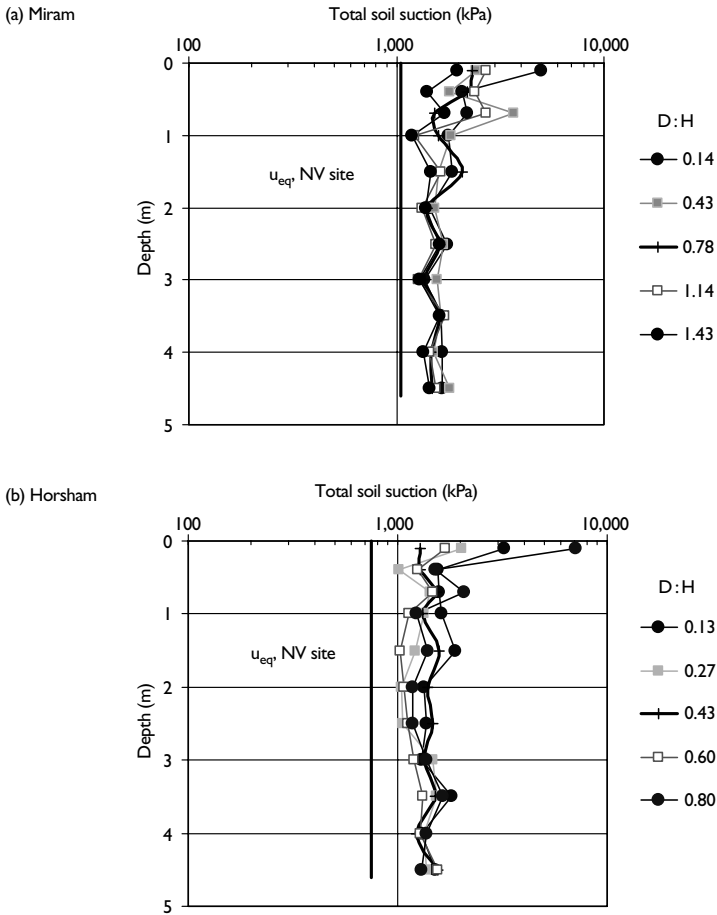 (a) Miram
Total soil suction (kPa)
100 1,000 10,000
0
1
2
3
4
5
Depth (m)
u_eq, NV site
D:H
0.14
0.43
0.78
1.14
1.43
(b) Horsham
Total soil suction (kPa)
100 1,000 10,000
0
1
2
3
4
5
Depth (m)
u_eq, NV site
D:H
0.13
0.27
0.43
0.60
0.80